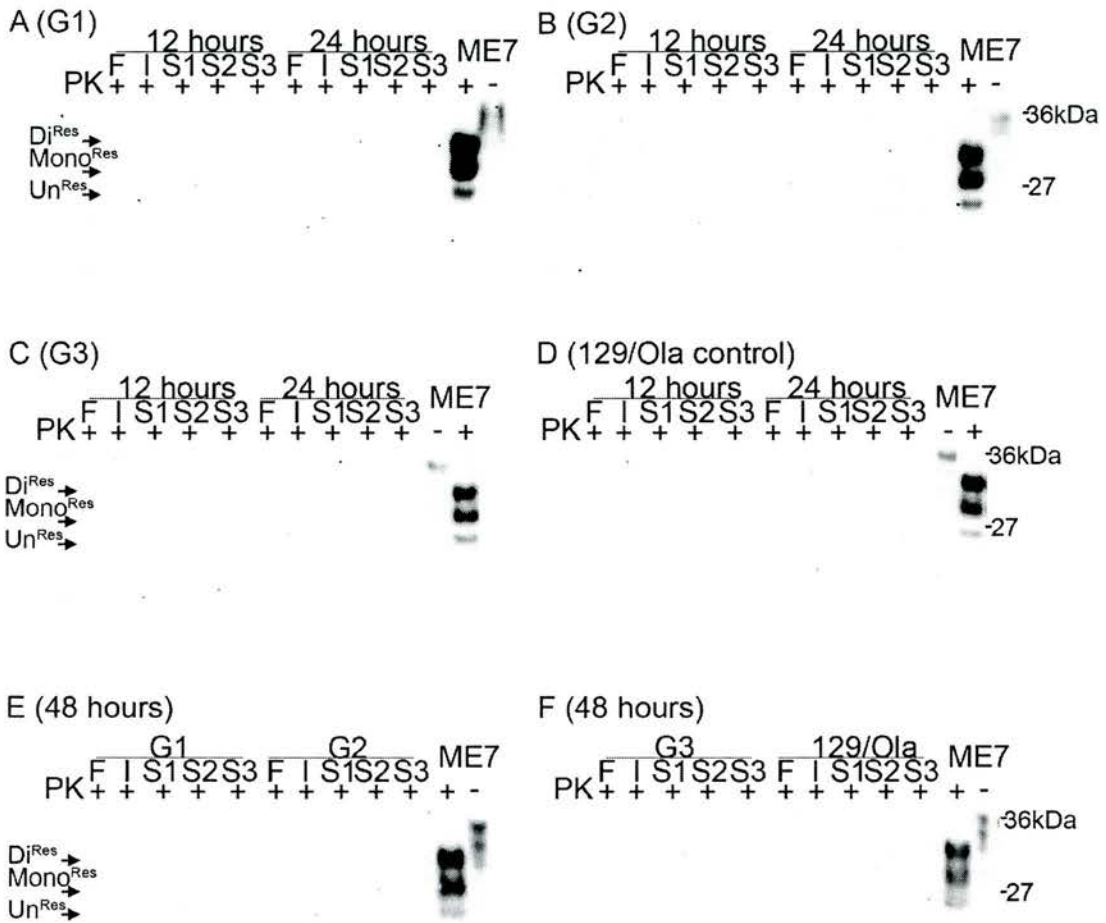 A (G1)
12 hours 24 hours ME7
F I S1 S2 S3 F I S1 S2 S3
PK + + + + + + + + + + + -
Di^Res
Mono^Res
Un^Res
B (G2)
12 hours 24 hours ME7
F I S1 S2 S3 F I S1 S2 S3
PK + + + + + + + + + + + -
-36kDa
-27
C (G3)
12 hours 24 hours ME7
F I S1 S2 S3 F I S1 S2 S3
PK + + + + + + + + + + - +
Di^Res
Mono^Res
Un^Res
D (129/Ola control)
12 hours 24 hours ME7
F I S1 S2 S3 F I S1 S2 S3
PK + + + + + + + + + + - +
-36kDa
-27
E (48 hours)
G1 G2 ME7
F I S1 S2 S3 F I S1 S2 S3
PK + + + + + + + + + + + -
Di^Res
Mono^Res
Un^Res
F (48 hours)
G3 129/Ola ME7
F I S1 S2 S3 F I S1 S2 S3
PK + + + + + + + + + + + -
-36kDa
-27